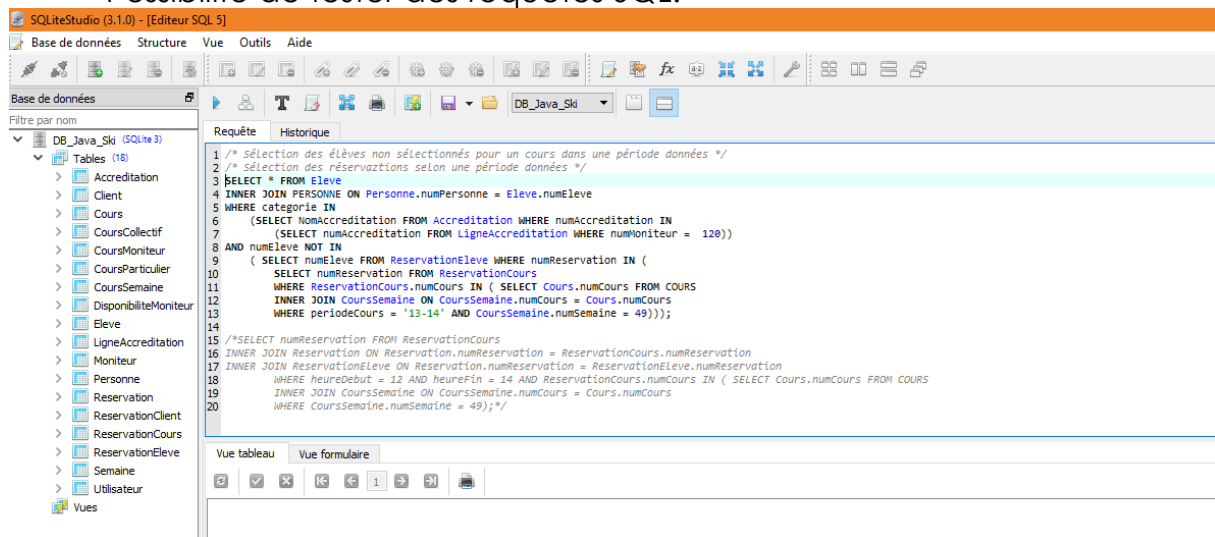 Possibilité de tester des requêtes SQL.
SQLiteStudio (3.1.0) - [Editeur SQL 5]
Base de données Structure Vue Outils Aide
Base de données
DB_Java_Ski
Filtre par nom
Requête Historique
DB_Java_Ski (SQLite 3)
Tables (18)
Accreditation
Client
Cours
CoursCollectif
CoursMoniteur
CoursParticulier
CoursSemaine
DisponibiliteMoniteur
Eleve
LigneAccreditation
Moniteur
Personne
Reservation
ReservationClient
ReservationCours
ReservationEleve
Semaine
Utilisateur
Vues
1 /* Sélection des élèves non sélectionnés pour un cours dans une période données */
2 /* Sélection des réservaztions selon une période données */
3 SELECT * FROM Eleve
4 INNER JOIN PERSONNE ON Personne.numPersonne = Eleve.numEleve
5 WHERE categorie IN
6 (SELECT NomAccreditation FROM Accreditation WHERE numAccreditation IN
7 (SELECT numAccreditation FROM LigneAccreditation WHERE numMoniteur = 120))
8 AND numEleve NOT IN
9 ( SELECT numEleve FROM ReservationEleve WHERE numReservation IN (
10 SELECT numReservation FROM ReservationCours
11 WHERE ReservationCours.numCours IN ( SELECT Cours.numCours FROM COURS
12 INNER JOIN CoursSemaine ON CoursSemaine.numCours = Cours.numCours
13 WHERE periodeCours = '13-14' AND CoursSemaine.numSemaine = 49)));
14
15 /*SELECT numReservation FROM ReservationCours
16 INNER JOIN Reservation ON Reservation.numReservation = ReservationCours.numReservation
17 INNER JOIN ReservationEleve ON Reservation.numReservation = ReservationEleve.numReservation
18 WHERE heureDebut = 12 AND heureFin = 14 AND ReservationCours.numCours IN ( SELECT Cours.numCours FROM COURS
19 INNER JOIN CoursSemaine ON CoursSemaine.numCours = Cours.numCours
20 WHERE CoursSemaine.numSemaine = 49);*/
Vue tableau Vue formulaire
1